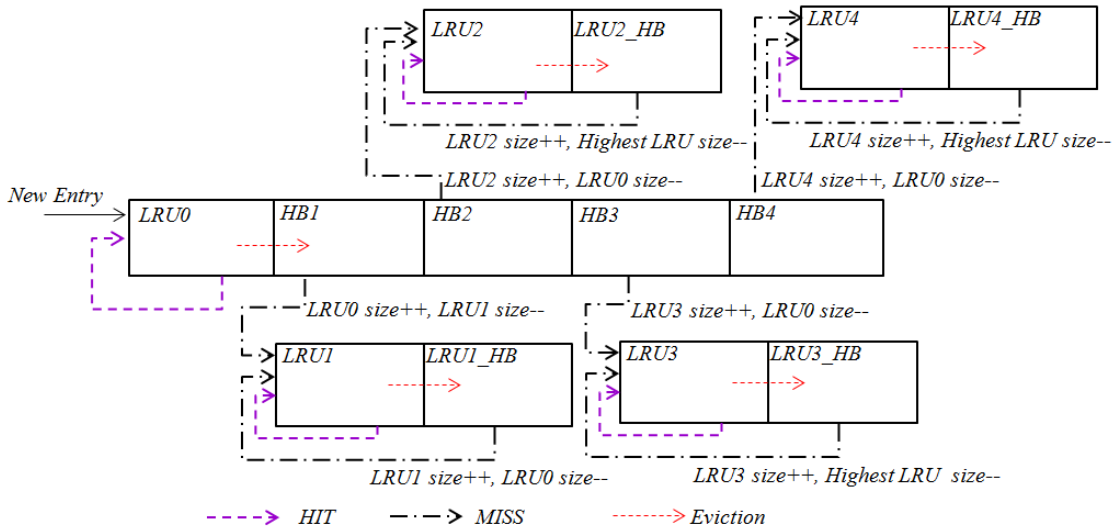 LRU2 LRU2_HB
LRU4 LRU4_HB
LRU2 size++, Highest LRU size--
LRU4 size++, Highest LRU size--
LRU2 size++, LRU0 size--
LRU4 size++, LRU0 size--
New Entry
LRU0 HB1 HB2 HB3 HB4
LRU0 size++, LRU1 size--
LRU3 size++, LRU0 size--
LRU1 LRU1_HB
LRU3 LRU3_HB
LRU1 size++, LRU0 size--
LRU3 size++, Highest LRU size--
HIT MISS Eviction